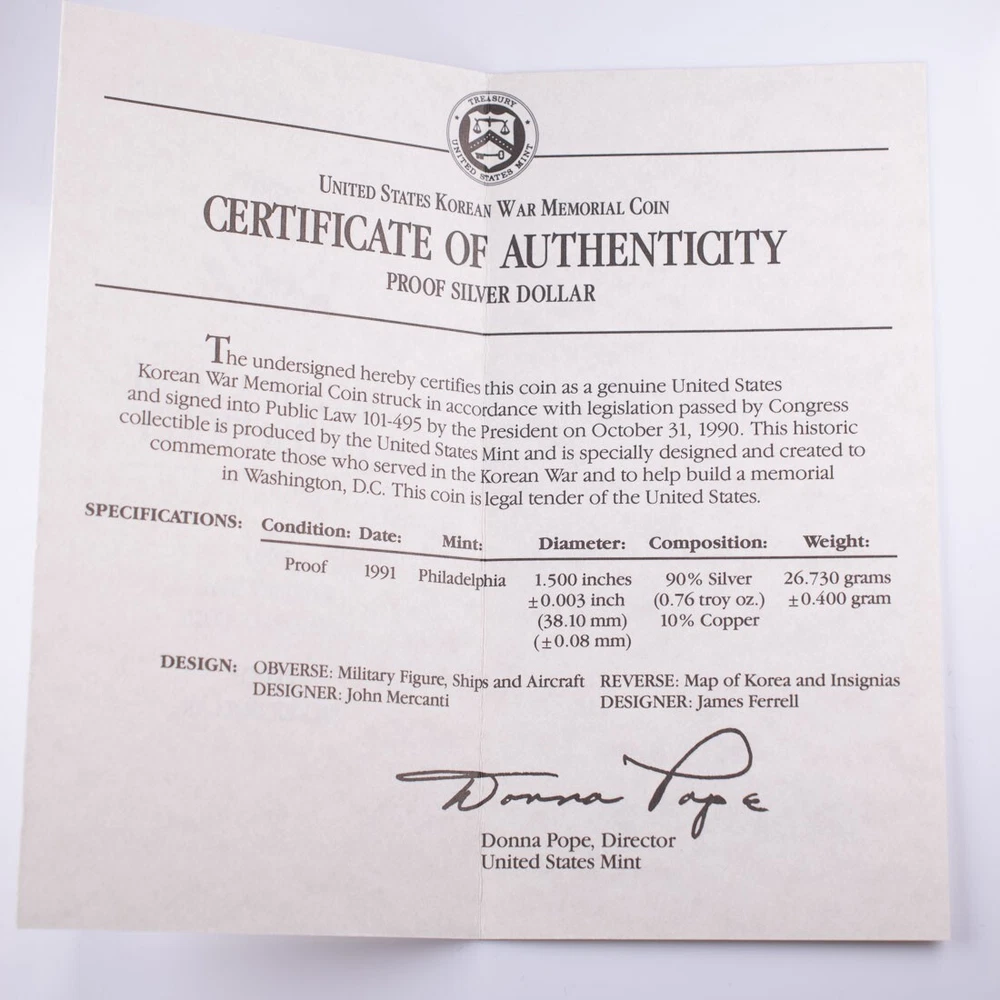 TREASURY
UNITED STATES MINT
UNITED STATES KOREAN WAR MEMORIAL COIN
CERTIFICATE OF AUTHENTICITY
PROOF SILVER DOLLAR
The undersigned hereby certifies this coin as a genuine United States
Korean War Memorial Coin struck in accordance with legislation passed by Congress
and signed into Public Law 101-495 by the President on October 31, 1990. This historic
collectible is produced by the United States Mint and is specially designed and created to
commemorate those who served in the Korean War and to help build a memorial
in Washington, D.C. This coin is legal tender of the United States.
SPECIFICATIONS: Condition: Date: Mint: Diameter: Composition: Weight:
Proof 1991 Philadelphia 1.500 inches 90% Silver 26.730 grams
±0.003 inch (0.76 troy oz.) ±0.400 gram
(38.10 mm) 10% Copper
(±0.08 mm)
DESIGN: OBVERSE: Military Figure, Ships and Aircraft REVERSE: Map of Korea and Insignias
DESIGNER: John Mercanti DESIGNER: James Ferrell
Donna Pope
Donna Pope, Director
United States Mint